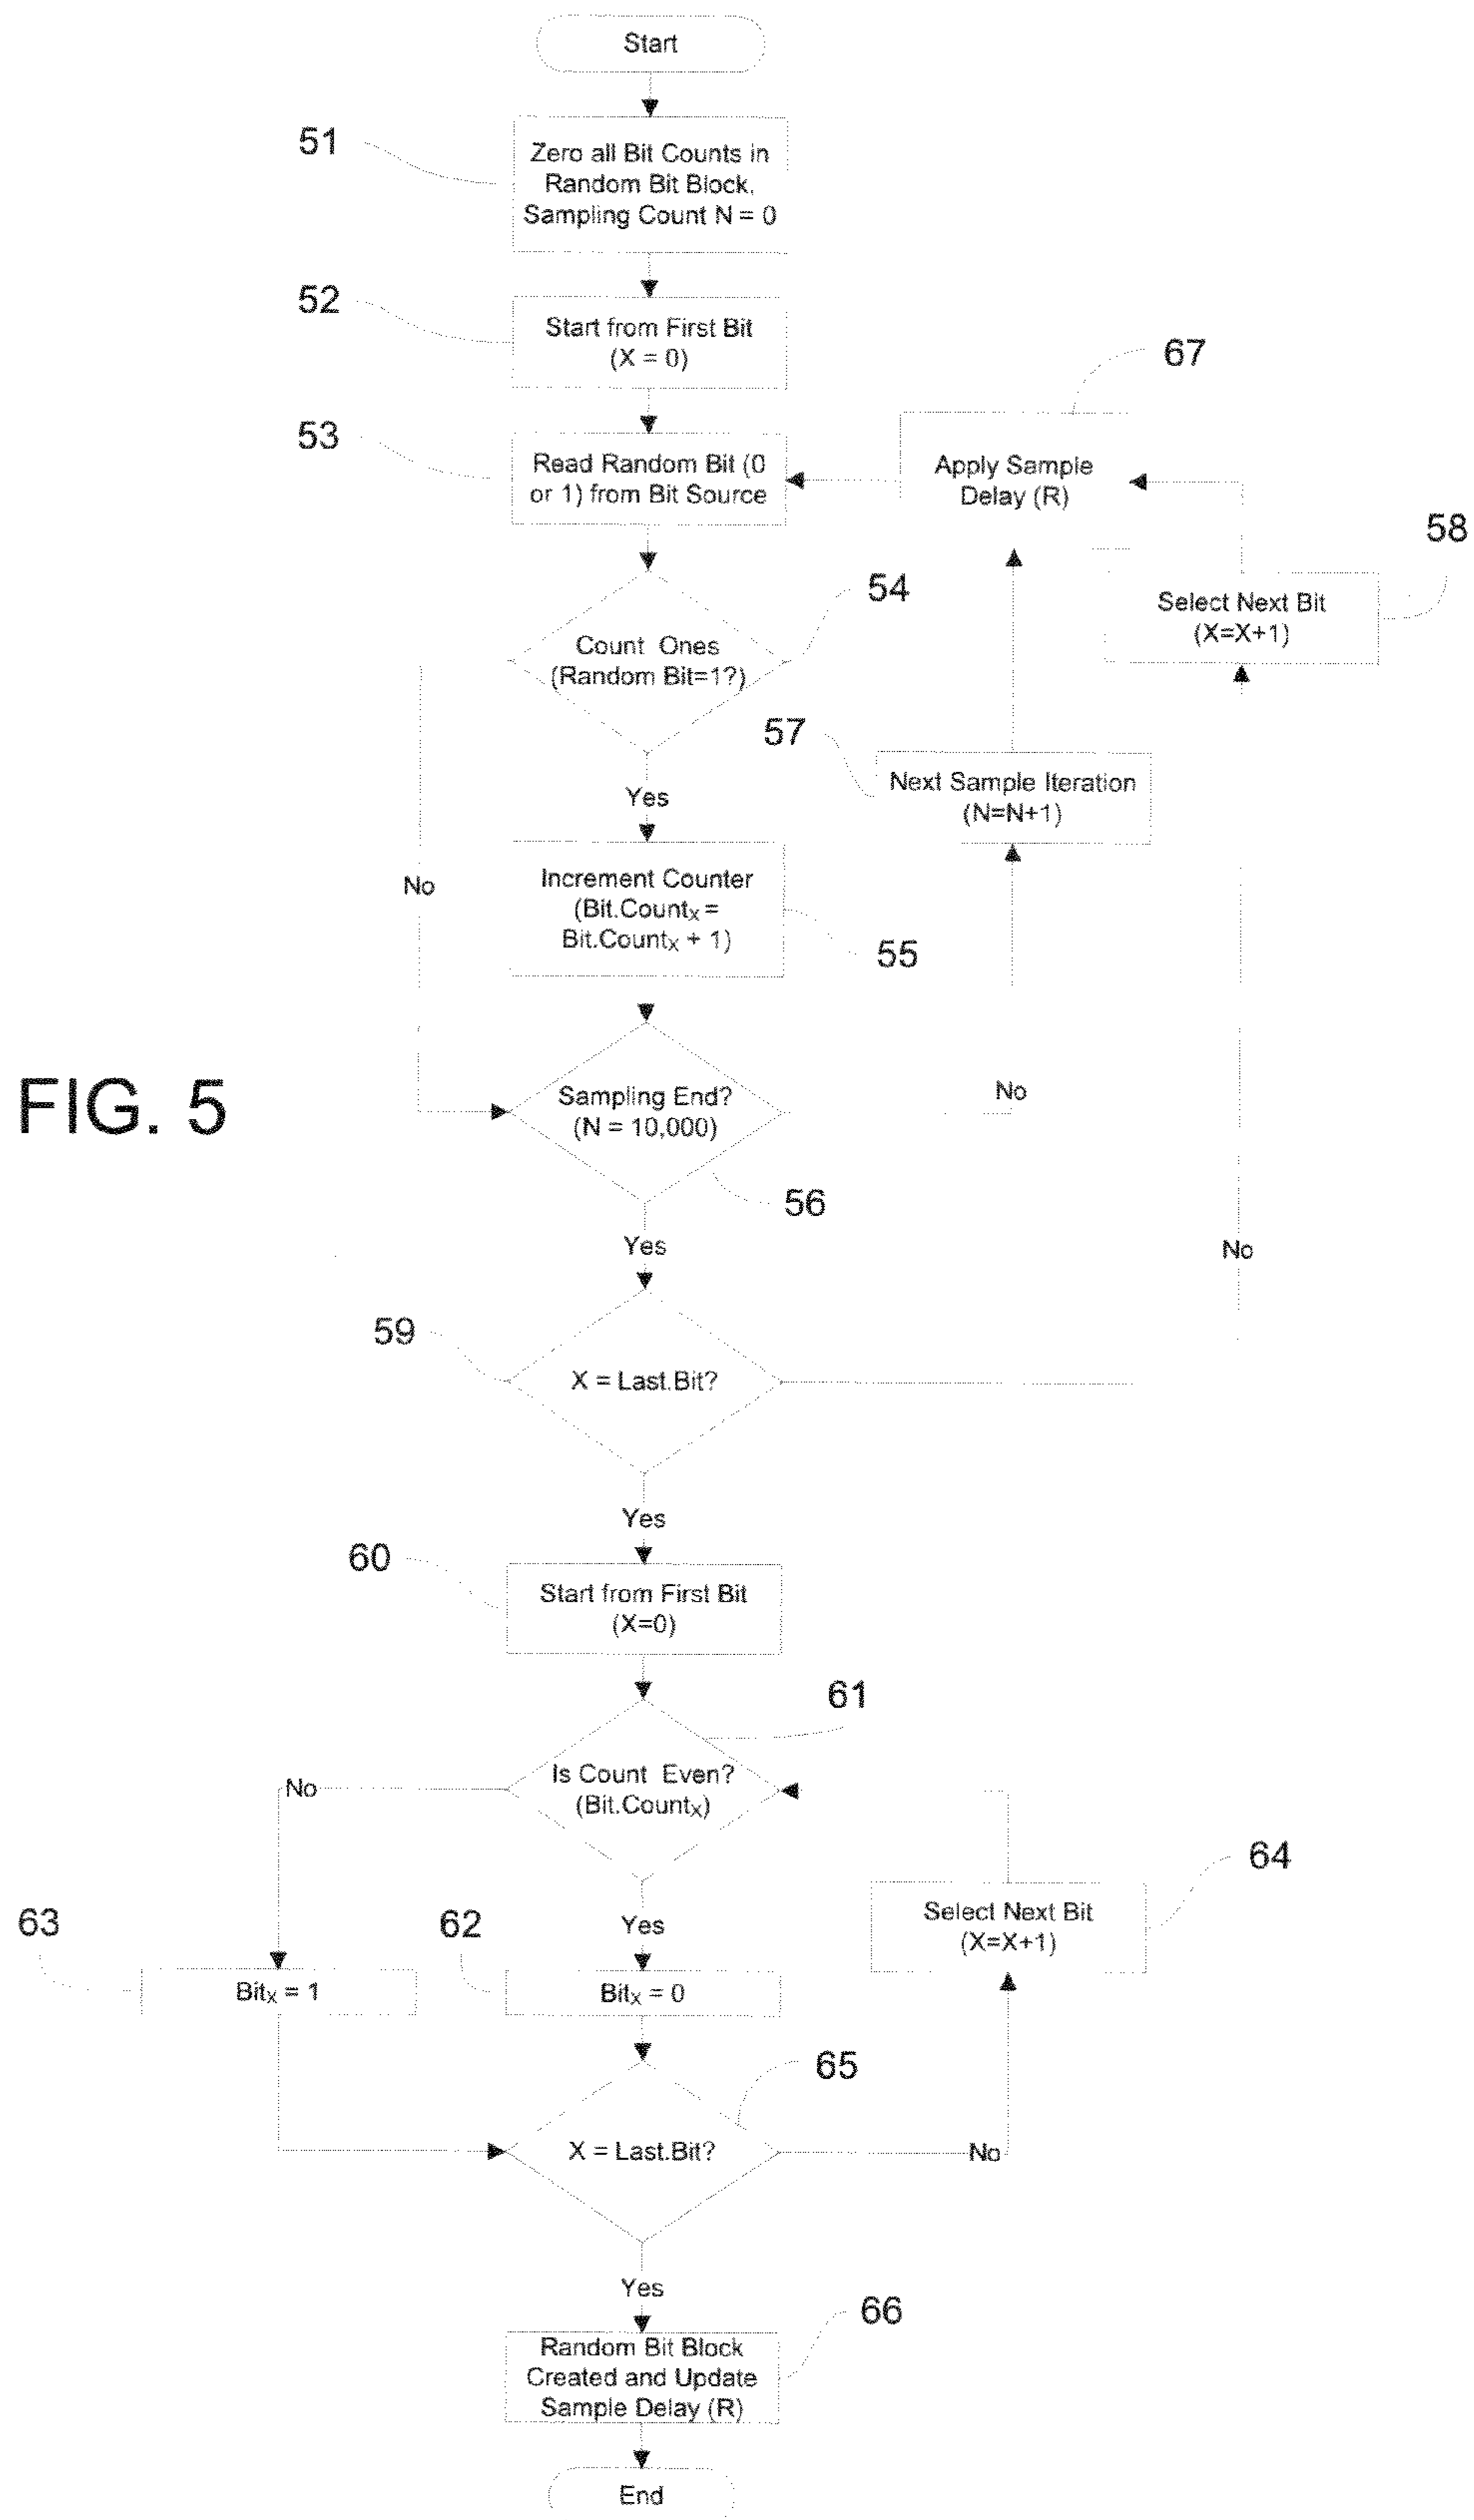 Start
51
Zero all Bit Counts in
Random Bit Block,
Sampling Count N = 0
52
Start from First Bit
(X = 0)
67
53
Read Random Bit (0
or 1) from Bit Source
Apply Sample
Delay (R)
58
Select Next Bit
(X=X+1)
54
Count Ones
(Random Bit=1?)
57
Next Sample Iteration
(N=N+1)
Yes
No
Increment Counter
(Bit.CountX =
Bit.CountX + 1)
55
FIG. 5
Sampling End?
(N = 10,000)
No
56
Yes
No
59
X = Last.Bit?
Yes
60
Start from First Bit
(X=0)
61
Is Count Even?
(Bit.CountX)
No
64
Select Next Bit
(X=X+1)
63
62
Yes
BitX = 1
BitX = 0
65
X = Last.Bit?
No
Yes
66
Random Bit Block
Created and Update
Sample Delay (R)
End